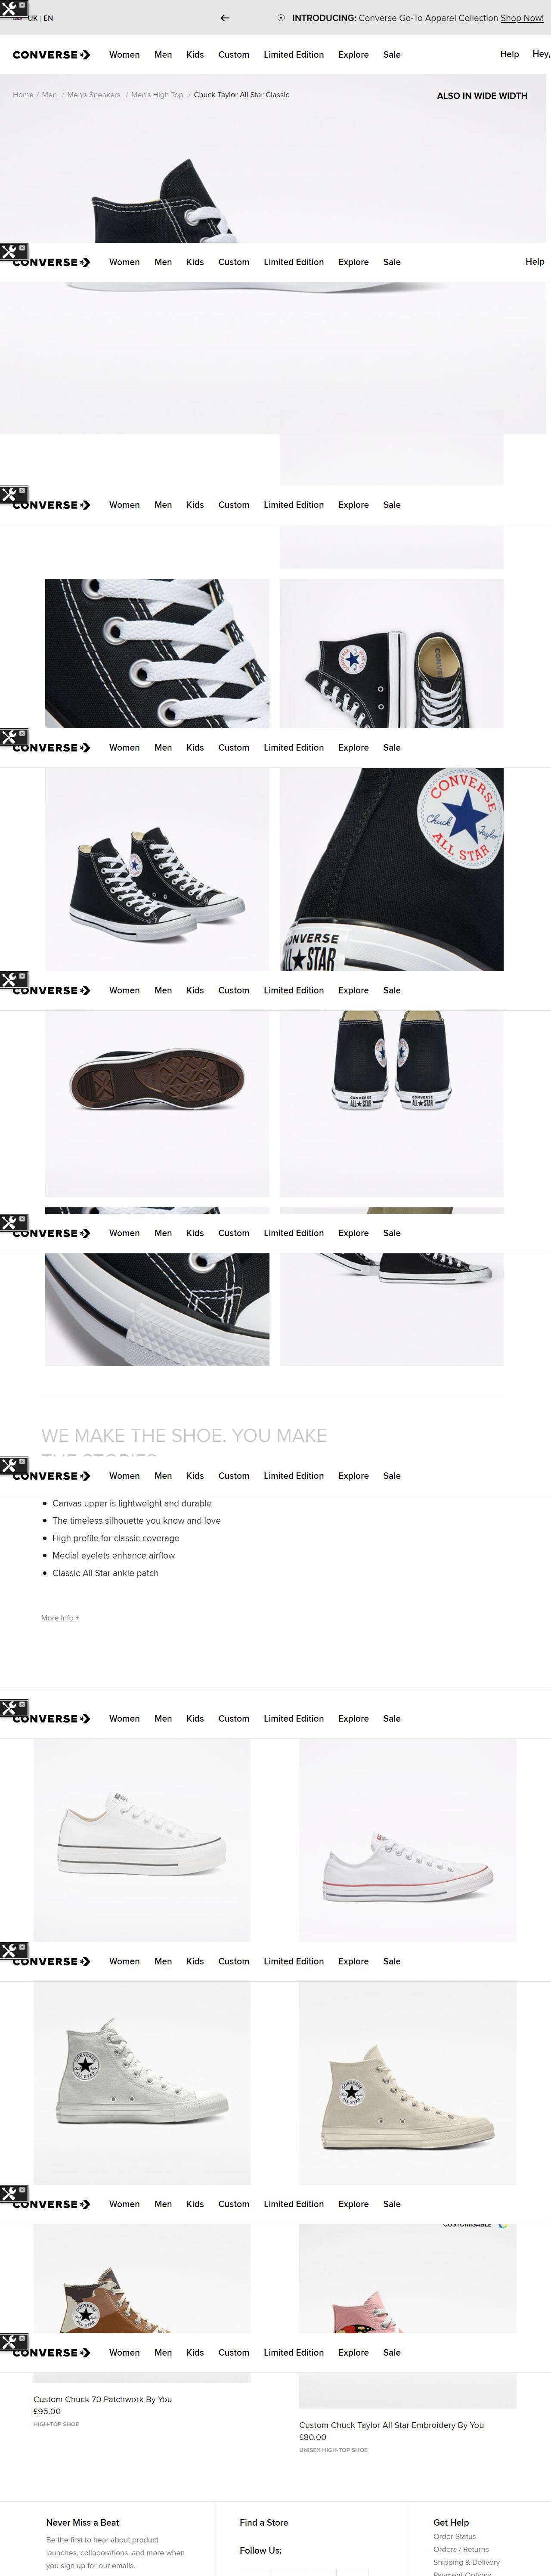 UK | EN
INTRODUCING: Converse Go-To Apparel Collection Shop Now!
CONVERSE Women Men Kids Custom Limited Edition Explore Sale Help Hey,
Home / Men / Men's Sneakers / Men's High Top / Chuck Taylor All Star Classic
ALSO IN WIDE WIDTH
CONVERSE Women Men Kids Custom Limited Edition Explore Sale Help
CONVERSE Women Men Kids Custom Limited Edition Explore Sale
CONVERSE Women Men Kids Custom Limited Edition Explore Sale
CONVERSE
Chuck Taylor
ALL STAR
CONVERSE
ALL STAR
CONVERSE Women Men Kids Custom Limited Edition Explore Sale
CONVERSE CONVERSE
ALL STAR ALL STAR
CONVERSE Women Men Kids Custom Limited Edition Explore Sale
WE MAKE THE SHOE. YOU MAKE
THE STORIES
CONVERSE Women Men Kids Custom Limited Edition Explore Sale
Canvas upper is lightweight and durable
The timeless silhouette you know and love
High profile for classic coverage
Medial eyelets enhance airflow
Classic All Star ankle patch
More Info +
CONVERSE Women Men Kids Custom Limited Edition Explore Sale
CONVERSE Women Men Kids Custom Limited Edition Explore Sale
CONVERSE
ALL STAR
CONVERSE
ALL STAR
CONVERSE Women Men Kids Custom Limited Edition Explore Sale
CUSTOMISABLE
CONVERSE
ALL STAR
CONVERSE Women Men Kids Custom Limited Edition Explore Sale
Custom Chuck 70 Patchwork By You
£95.00
HIGH-TOP SHOE
Custom Chuck Taylor All Star Embroidery By You
£80.00
UNISEX HIGH-TOP SHOE
Never Miss a Beat
Be the first to hear about product
launches, collaborations, and more when
you sign up for our emails.
Find a Store
Follow Us:
Get Help
Order Status
Orders / Returns
Shipping & Delivery
Payment Options